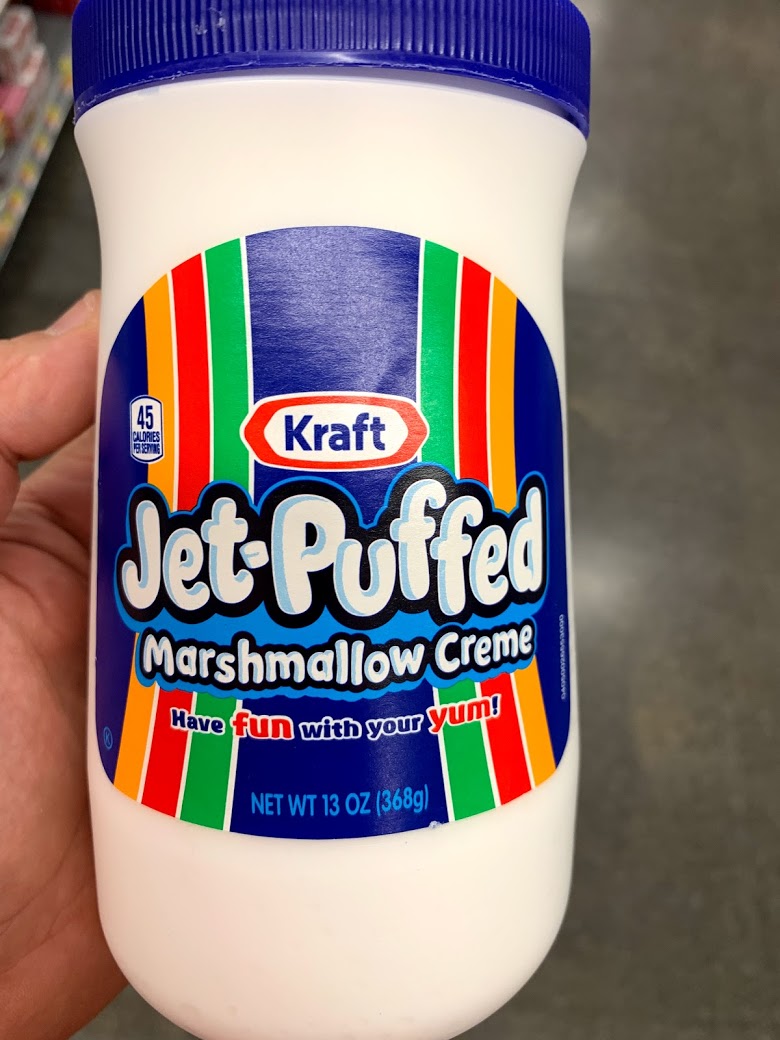 45
CALORIES
PER SERVING
Kraft
Jet-Puffed
Marshmallow Creme
Have fun with your yum!
K
NET WT 13 OZ (368g)